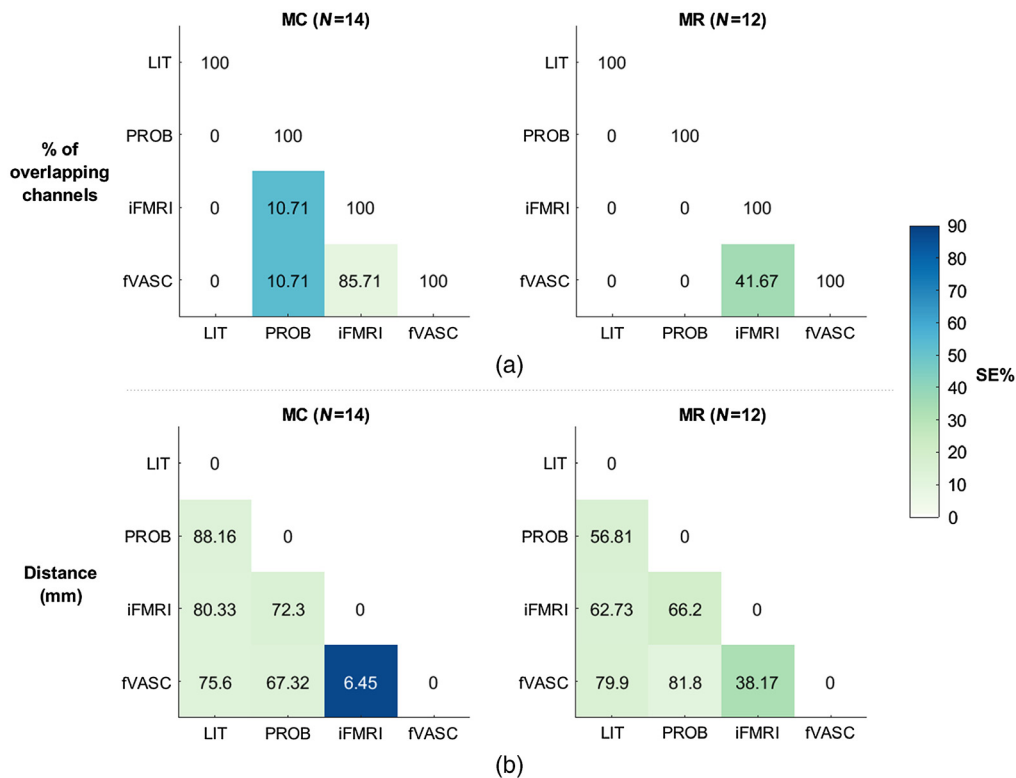 MC (N=14) MR (N=12)
LIT 100 LIT 100
PROB 0 100 PROB 0 100
% of
overlapping
channels
iFMRI 0 10.71 100 iFMRI 0 0 100
fVASC 0 10.71 85.71 100 fVASC 0 0 41.67 100
LIT PROB iFMRI fVASC LIT PROB iFMRI fVASC
(a)
90
80
70
60
50
40
30
20
10
0
SE%
MC (N=14) MR (N=12)
LIT 0 LIT 0
PROB 88.16 0 PROB 56.81 0
Distance
(mm)
iFMRI 80.33 72.3 0 iFMRI 62.73 66.2 0
fVASC 75.6 67.32 6.45 0 fVASC 79.9 81.8 38.17 0
LIT PROB iFMRI fVASC LIT PROB iFMRI fVASC
(b)